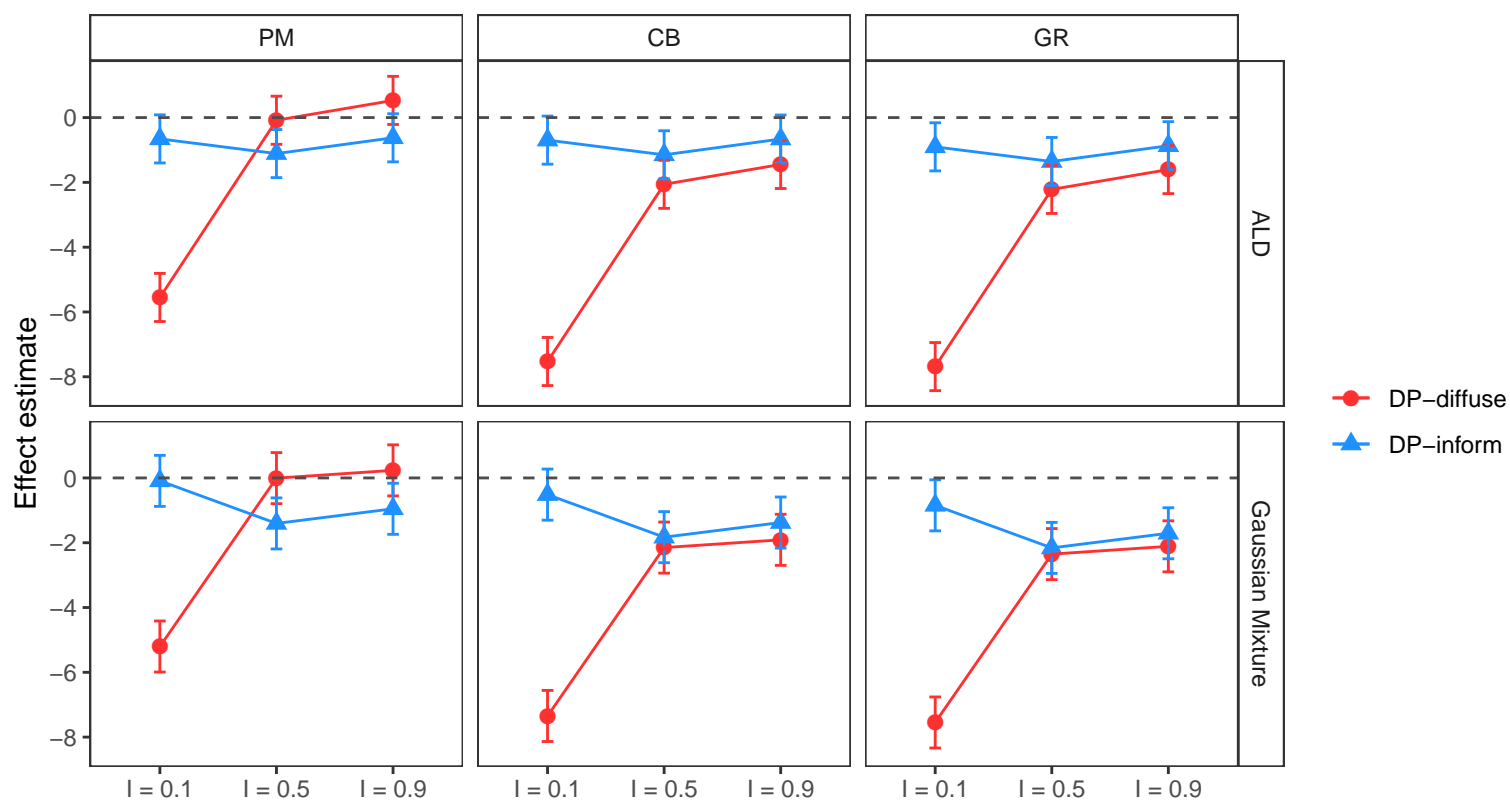 PM CB GR
Effect estimate
0
−2
−4
−6
−8
ALD
0
−2
−4
−6
−8
Gaussian Mixture
I = 0.1 I = 0.5 I = 0.9 I = 0.1 I = 0.5 I = 0.9 I = 0.1 I = 0.5 I = 0.9
DP−diffuse
DP−inform